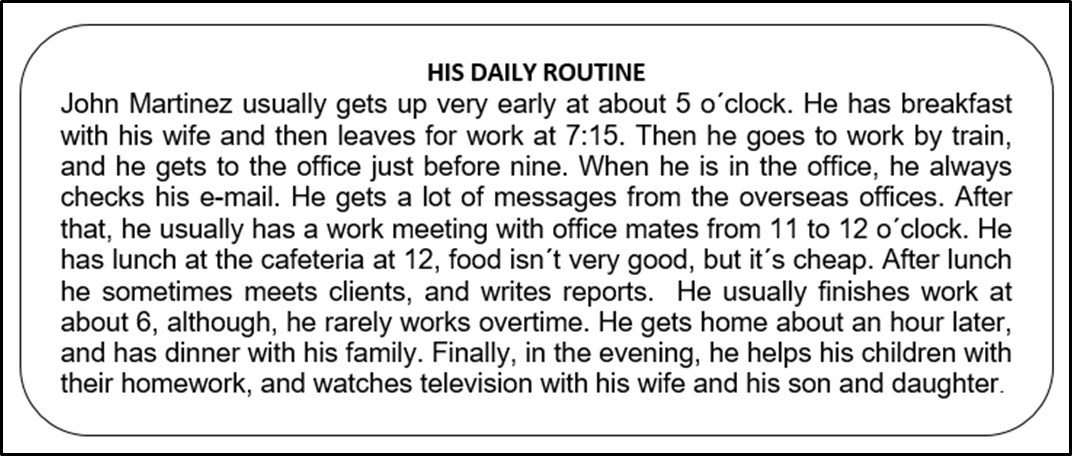 HIS DAILY ROUTINE
John Martinez usually gets up very early at about 5 o´clock. He has breakfast
with his wife and then leaves for work at 7:15. Then he goes to work by train,
and he gets to the office just before nine. When he is in the office, he always
checks his e-mail. He gets a lot of messages from the overseas offices. After
that, he usually has a work meeting with office mates from 11 to 12 o´clock. He
has lunch at the cafeteria at 12, food isn´t very good, but it´s cheap. After lunch
he sometimes meets clients, and writes reports.  He usually finishes work at
about 6, although, he rarely works overtime. He gets home about an hour later,
and has dinner with his family. Finally, in the evening, he helps his children with
their homework, and watches television with his wife and his son and daughter.